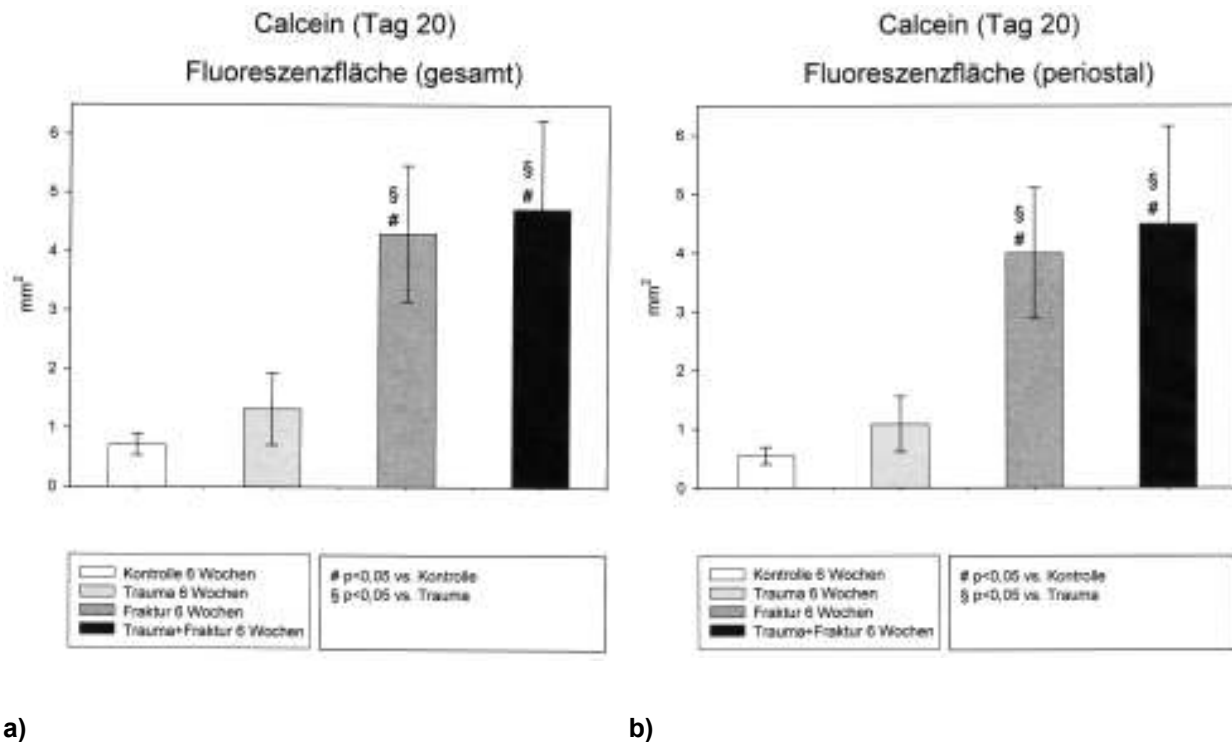 Calcein (Tag 20)
Fluoreszenzfläche (gesamt)
6
5
4
3
2
1
0
mm²
§
#
# §
Kontrolle 6 Wochen
Trauma 6 Wochen
Fraktur 6 Wochen
Trauma+Fraktur 6 Wochen
# p<0,05 vs. Kontrolle
§ p<0,05 vs. Trauma
a)
Calcein (Tag 20)
Fluoreszenzfläche (periostal)
6
5
4
3
2
1
0
mm²
# §
# §
Kontrolle 6 Wochen
Trauma 6 Wochen
Fraktur 6 Wochen
Trauma+Fraktur 6 Wochen
# p<0,05 vs. Kontrolle
§ p<0,05 vs. Trauma
b)